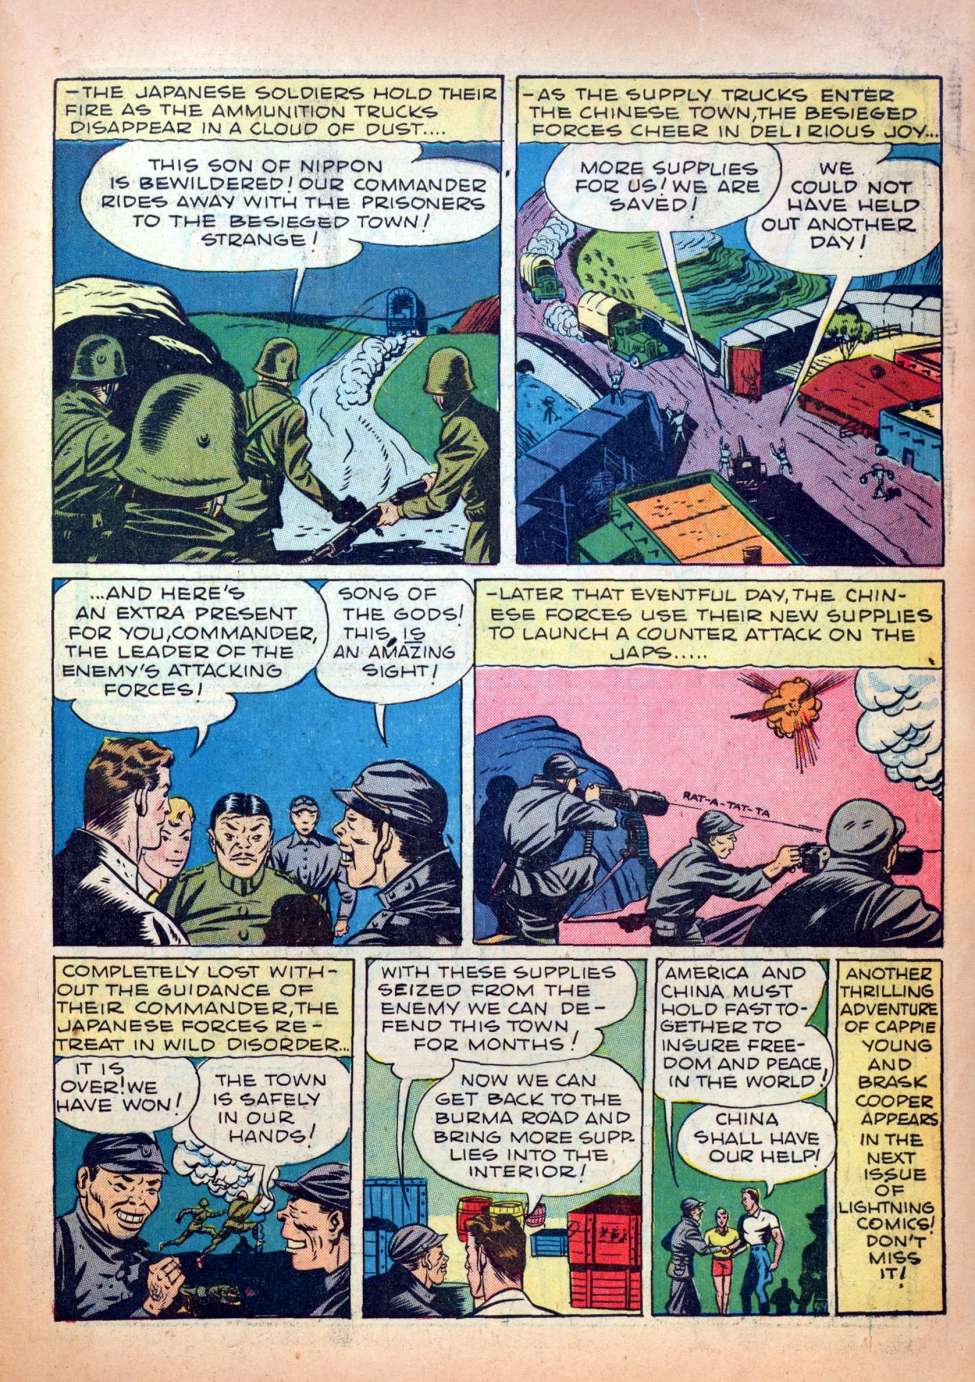 -THE JAPANESE SOLDIERS HOLD THEIR
FIRE AS THE AMMUNITION TRUCKS
DISAPPEAR IN A CLOUD OF DUST....
THIS SON OF NIPPON
IS BEWILDERED! OUR COMMANDER
RIDES AWAY WITH THE PRISONERS
TO THE BESIEGED TOWN!
STRANGE!
-AS THE SUPPLY TRUCKS ENTER
THE CHINESE TOWN, THE BESIEGED
FORCES CHEER IN DELIRIOUS JOY...
MORE SUPPLIES
FOR US! WE ARE
SAVED!
WE
COULD NOT
HAVE HELD
OUT ANOTHER
DAY!
...AND HERE'S
AN EXTRA PRESENT
FOR YOU, COMMANDER,
THE LEADER OF THE
ENEMY'S ATTACKING
FORCES!
SONS OF
THE GODS!
THIS IS
AN AMAZING
SIGHT!
-LATER THAT EVENTFUL DAY, THE CHIN-
ESE FORCES USE THEIR NEW SUPPLIES
TO LAUNCH A COUNTER ATTACK ON THE
JAPS.....
RAT-A-TAT-TA
COMPLETELY LOST WITH-
OUT THE GUIDANCE OF
THEIR COMMANDER, THE
JAPANESE FORCES RE-
TREAT IN WILD DISORDER...
IT IS
OVER! WE
HAVE WON!
THE TOWN
IS SAFELY
IN OUR
HANDS!
WITH THESE SUPPLIES
SEIZED FROM THE
ENEMY WE CAN DE-
FEND THIS TOWN
FOR MONTHS!
NOW WE CAN
GET BACK TO THE
BURMA ROAD AND
BRING MORE SUPP-
LIES INTO THE
INTERIOR!
AMERICA AND
CHINA MUST
HOLD FAST TO-
GETHER TO
INSURE FREE-
DOM AND PEACE
IN THE WORLD!
CHINA
SHALL HAVE
OUR HELP!
ANOTHER
THRILLING
ADVENTURE
OF CAPPIE
YOUNG
AND
BRASK
COOPER
APPEARS
IN THE
NEXT
ISSUE
OF
LIGHTNING
COMICS!
DON'T
MISS
IT!